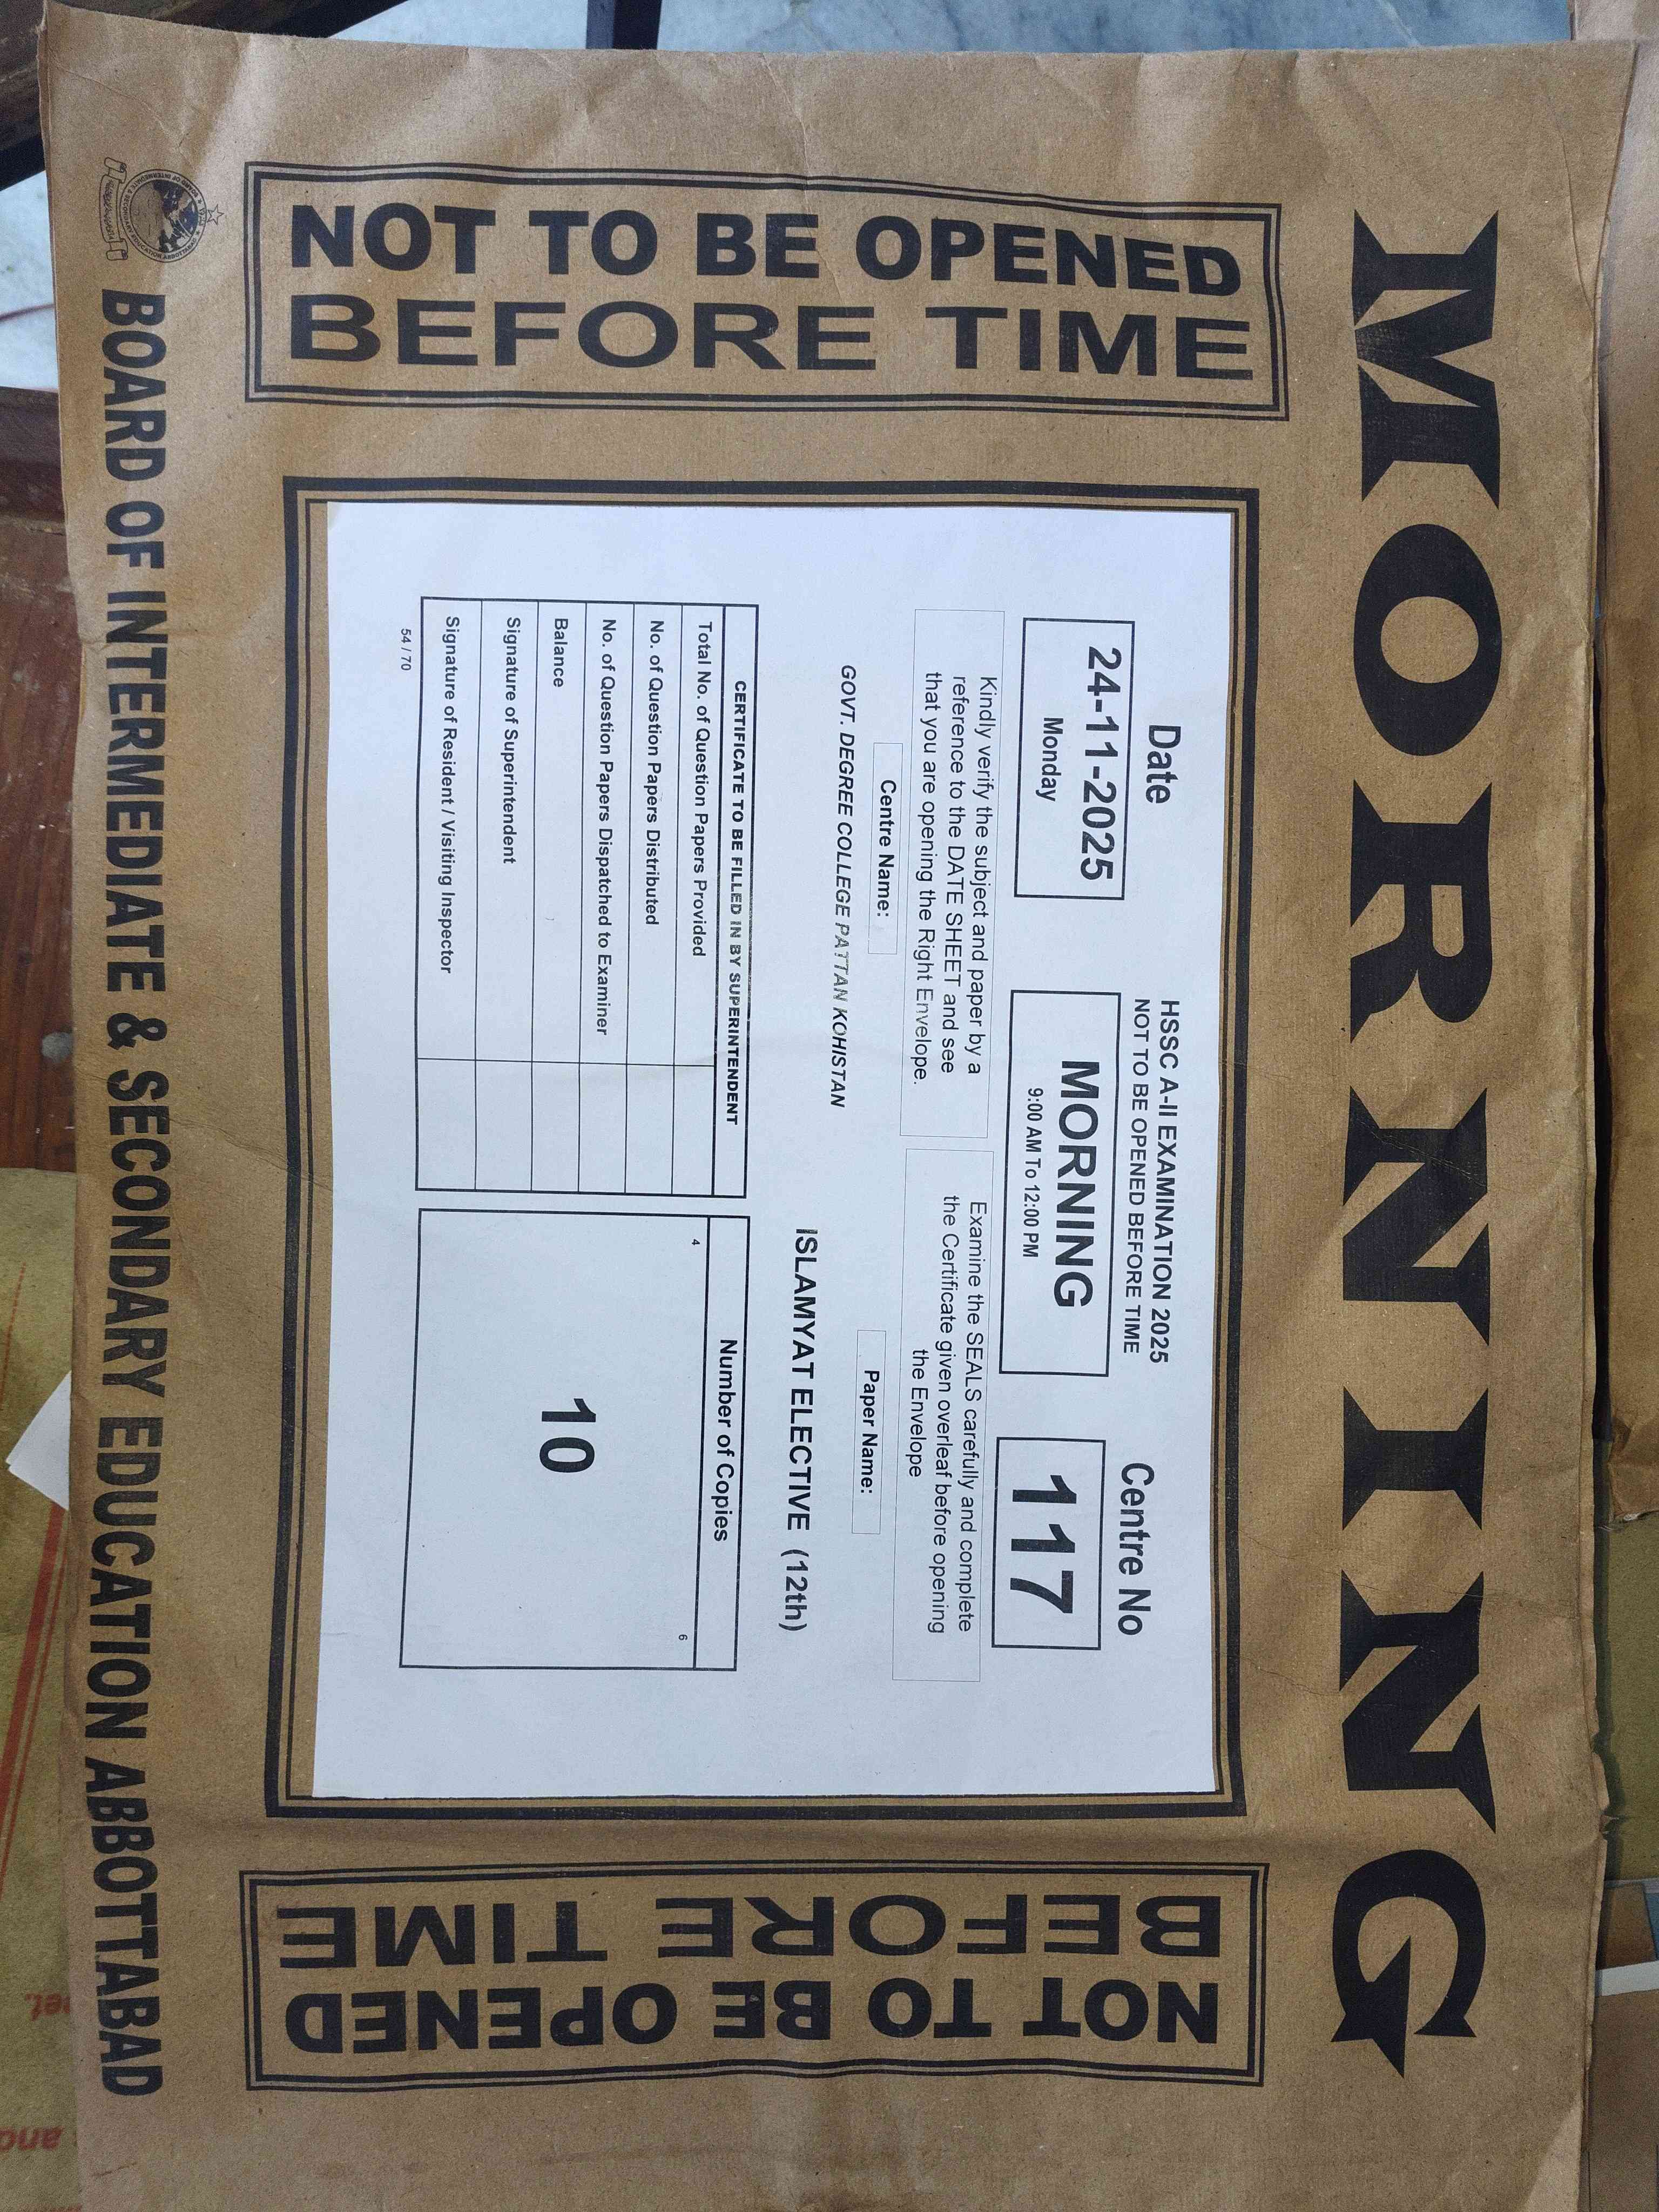 MORNING
NOT TO BE OPENED
BEFORE TIME
Date
24-11-2025
Monday
HSSC A-II EXAMINATION 2025
NOT TO BE OPENED BEFORE TIME
MORNING
9:00 AM To 12:00 PM
Centre No
117
Kindly verify the subject and paper by a
reference to the DATE SHEET and see
that you are opening the Right Envelope.
Examine the SEALS carefully and complete
the Certificate given overleaf before opening
the Envelope
Centre Name:
GOVT. DEGREE COLLEGE PATTAN KOHISTAN
Paper Name:
ISLAMYAT ELECTIVE (12th)
CERTIFICATE TO BE FILLED IN BY SUPERINTENDENT
Total No. of Question Papers Provided
No. of Question Papers Distributed
No. of Question Papers Dispatched to Examiner
Balance
Signature of Superintendent
Signature of Resident / Visiting Inspector
54 / 70
Number of Copies
4
6
10
NOT TO BE OPENED
BEFORE TIME
BOARD OF INTERMEDIATE & SECONDARY EDUCATION ABBOTTABAD